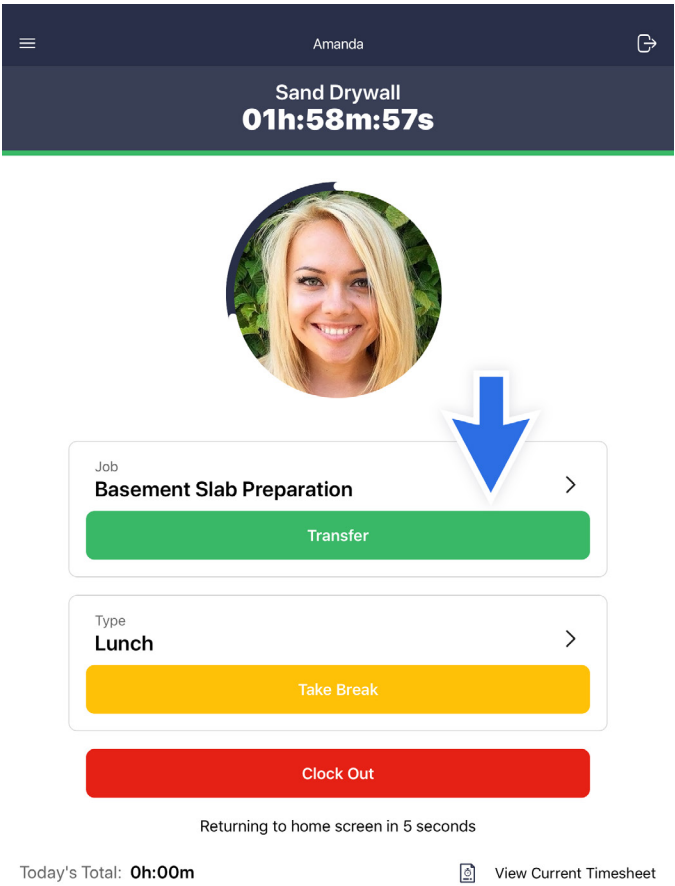 Amanda
Sand Drywall
01h:58m:57s
Job
Basement Slab Preparation
Transfer
Type
Lunch
Take Break
Clock Out
Returning to home screen in 5 seconds
Today's Total: 0h:00m
View Current Timesheet